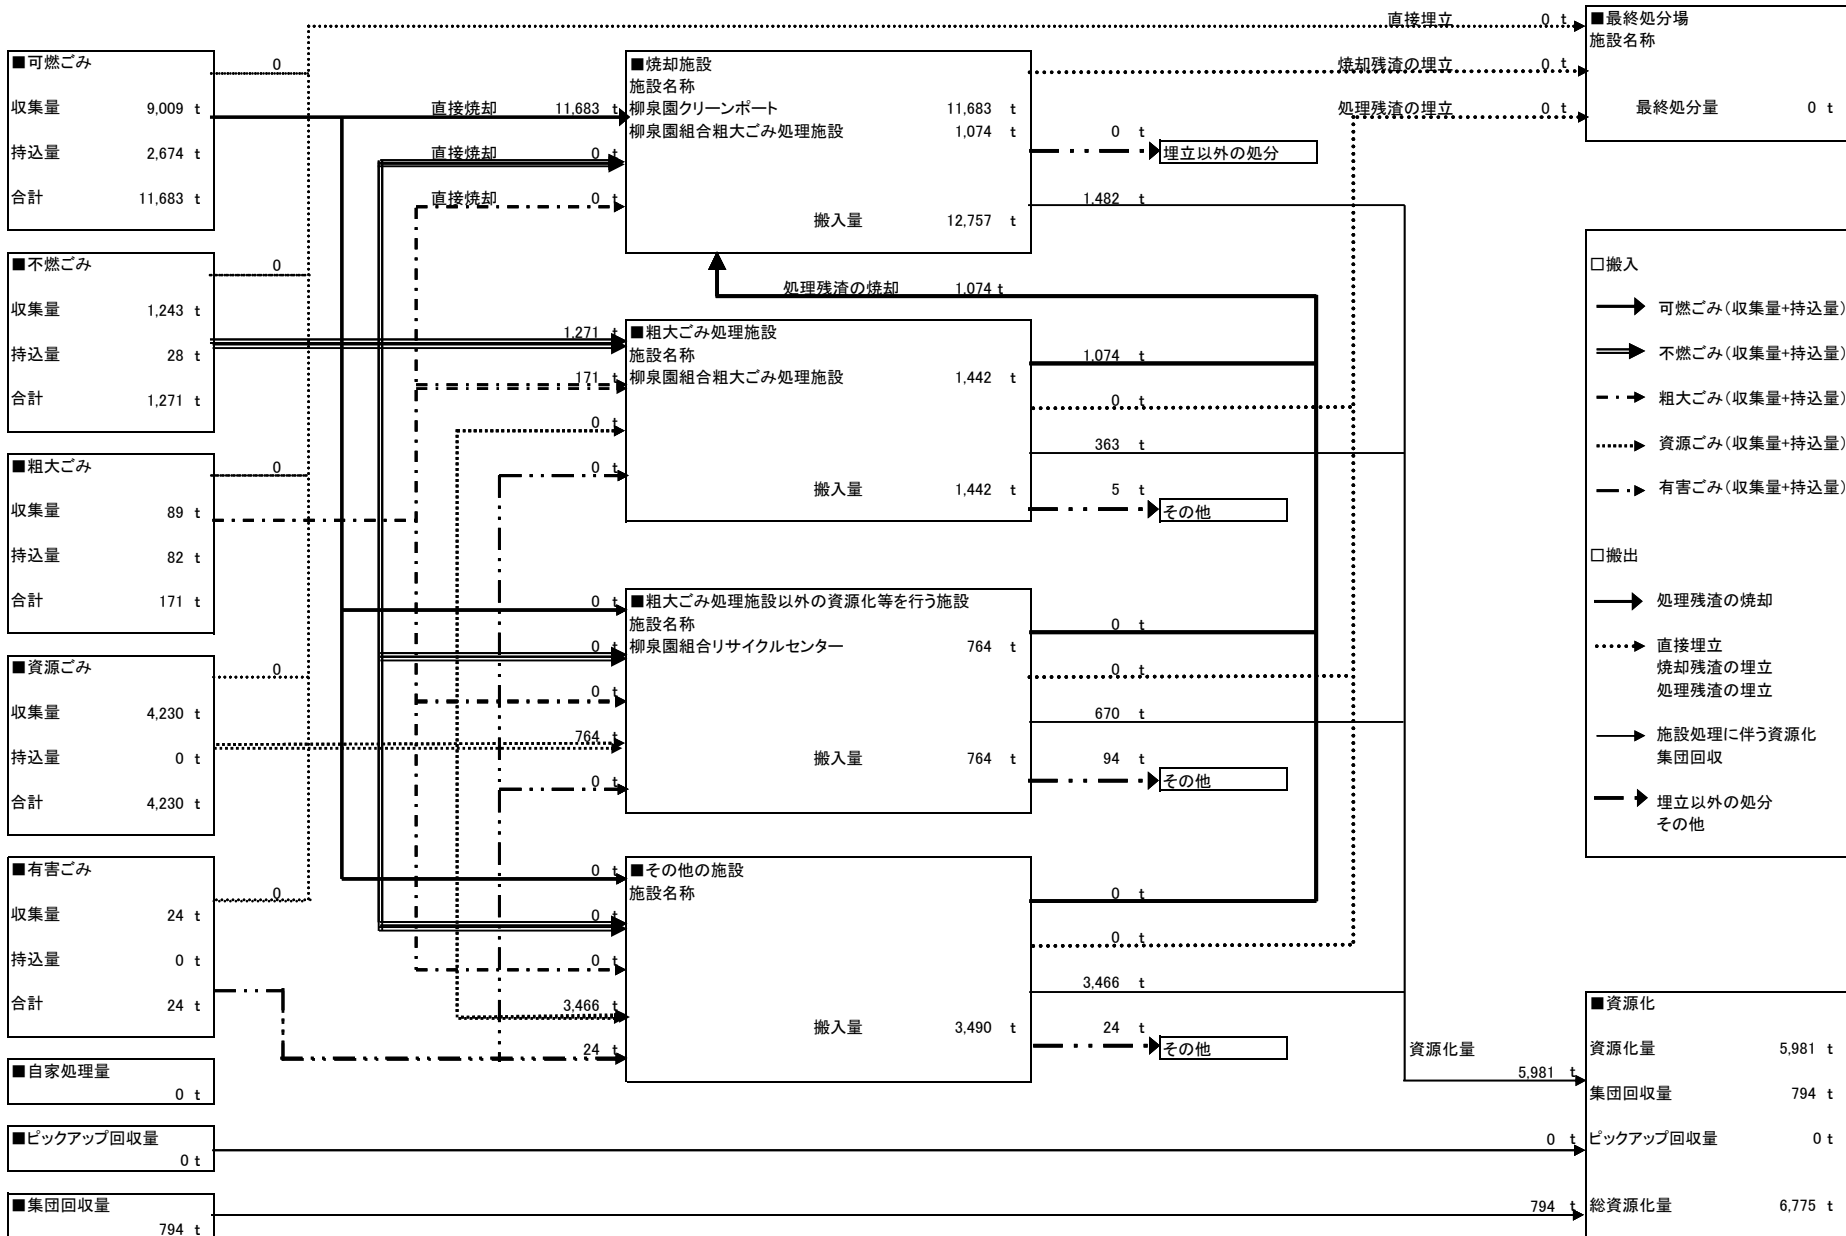 ■可燃ごみ
収集量 9,009 t
持込量 2,674 t
合計 11,683 t
0
■不燃ごみ
収集量 1,243 t
持込量 28 t
合計 1,271 t
0
■粗大ごみ
収集量 89 t
持込量 82 t
合計 171 t
0
■資源ごみ
収集量 4,230 t
持込量 0 t
合計 4,230 t
0
■有害ごみ
収集量 24 t
持込量 0 t
合計 24 t
0
■自家処理量
0 t
■ピックアップ回収量
0 t
■集団回収量
794 t
直接焼却 11,683 t
直接焼却 0 t
直接焼却 0 t
■焼却施設
施設名称
柳泉園クリーンポート 11,683 t
柳泉園組合粗大ごみ処理施設 1,074 t
搬入量 12,757 t
処理残渣の焼却 1,074 t
1,271 t
171 t
0 t
0 t
■粗大ごみ処理施設
施設名称
柳泉園組合粗大ごみ処理施設 1,442 t
搬入量 1,442 t
0 t
0 t
0 t
764 t
0 t
■粗大ごみ処理施設以外の資源化等を行う施設
施設名称
柳泉園組合リサイクルセンター 764 t
搬入量 764 t
0 t
0 t
0 t
3,466 t
24 t
■その他の施設
施設名称
搬入量 3,490 t
直接埋立 0 t
焼却残渣の埋立 0 t
処理残渣の埋立 0 t
0 t
埋立以外の処分
1,482 t
1,074 t
0 t
363 t
5 t
その他
0 t
0 t
670 t
94 t
その他
0 t
0 t
3,466 t
24 t
その他
資源化量
5,981 t
0 t
794 t
■最終処分場
施設名称
最終処分量 0 t
□搬入
可燃ごみ(収集量+持込量)
不燃ごみ(収集量+持込量)
粗大ごみ(収集量+持込量)
資源ごみ(収集量+持込量)
有害ごみ(収集量+持込量)
□搬出
処理残渣の焼却
直接埋立
焼却残渣の埋立
処理残渣の埋立
施設処理に伴う資源化
集団回収
埋立以外の処分
その他
■資源化
資源化量 5,981 t
集団回収量 794 t
ピックアップ回収量 0 t
総資源化量 6,775 t